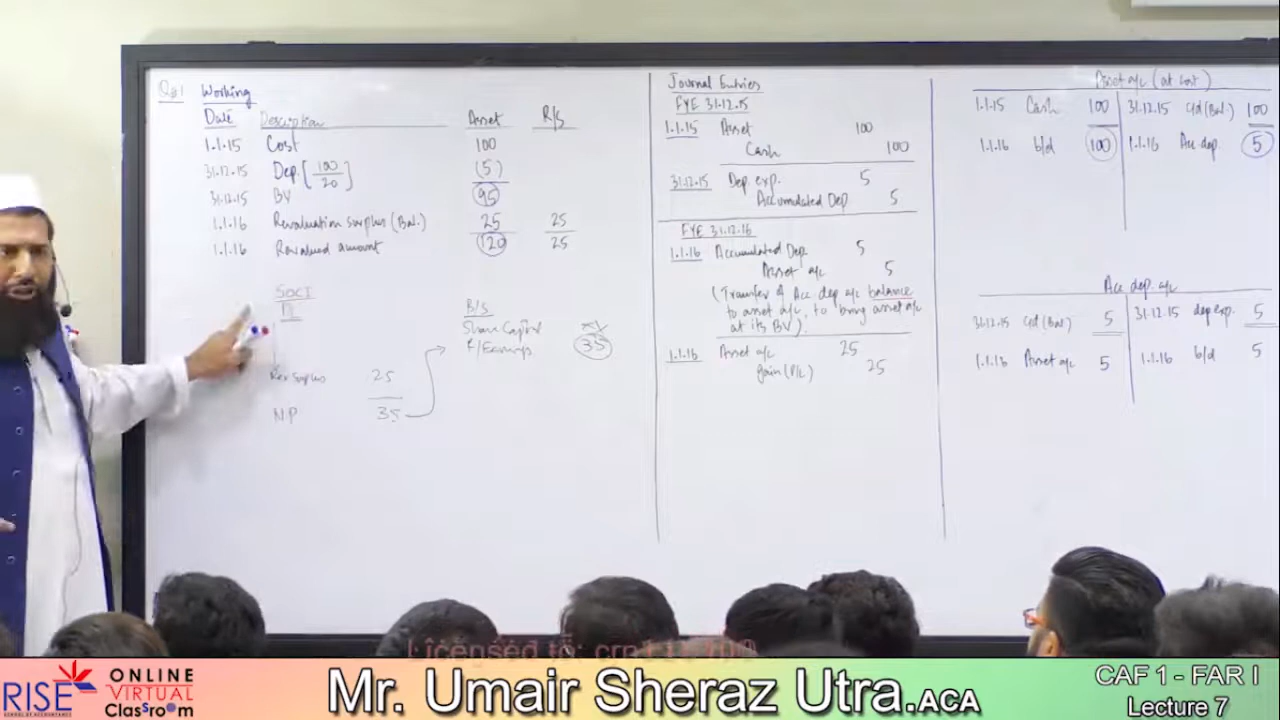 Q#1 Working
Date Description Asset R/S
1.1.15 Cost 100
31.12.15 Dep. [100/20] (5)
31.12.15 BV 95
1.1.16 Revaluation surplus (Bal.) 25 25
1.1.16 Revalued amount 120 25
SOCI
Rev Surplus 25
NP 35
B/S
Share Capital
R/Earnings 35
Journal Entries
FYE 31.12.15
1.1.15 Asset 100
Cash 100
31.12.15 Dep. exp. 5
Accumulated Dep 5
FYE 31.12.16
1.1.16 Accumulated Dep. 5
Asset a/c 5
(Transfer of Acc dep a/c balance
to asset a/c, to bring asset a/c
at its BV)
1.1.16 Asset a/c 25
gain (P/L) 25
Asset a/c (at cost)
1.1.15 Cash 100 31.12.15 c/d (Bal.) 100
1.1.16 b/d 100 1.1.16 Acc dep. 5
Acc dep. a/c
31.12.15 c/d (Bal) 5 31.12.15 dep exp. 5
1.1.16 Asset a/c 5 1.1.16 b/d 5
RISE
SCHOOL OF ACCOUNTANCY
ONLINE
VIRTUAL
Classroom
Mr. Umair Sheraz Utra.ACA
CAF 1 - FAR I
Lecture 7